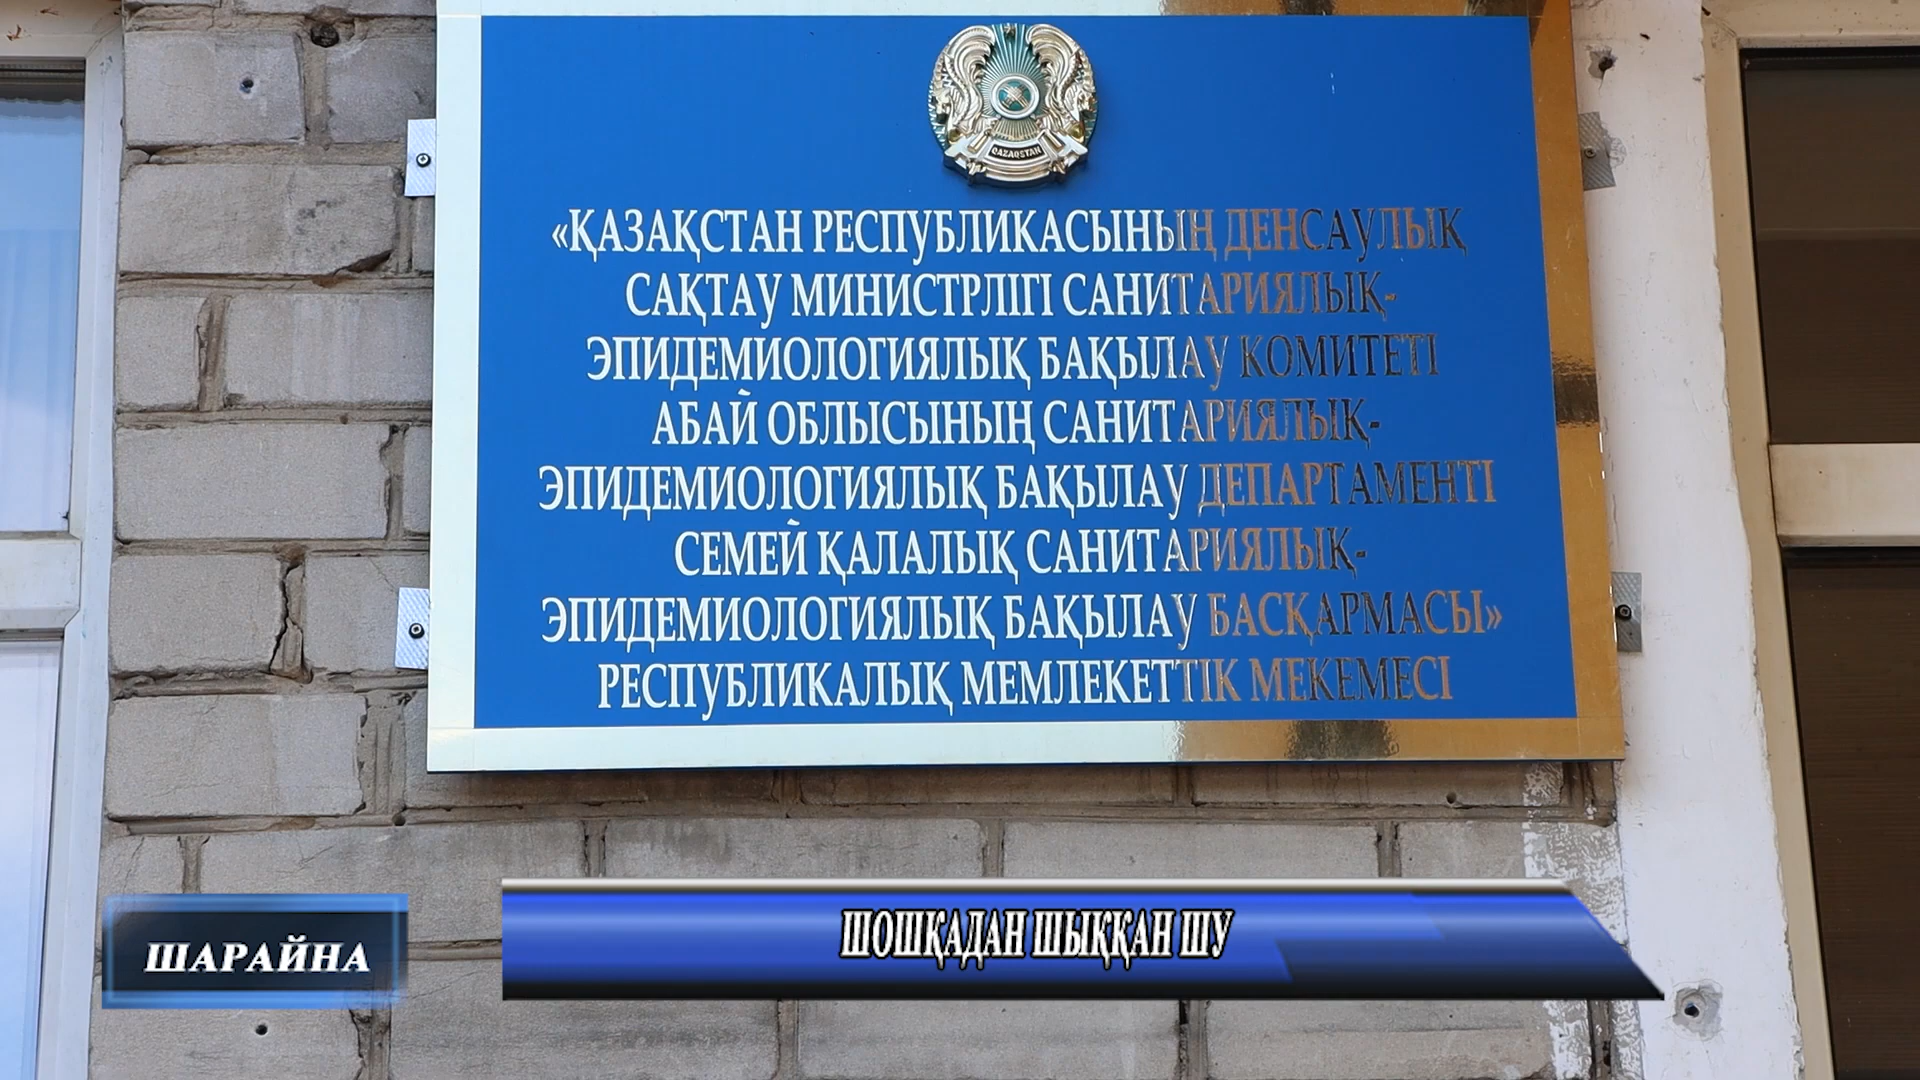 QAZAQSTAN
«ҚАЗАҚСТАН РЕСПУБЛИКАСЫНЫҢ ДЕНСАУЛЫҚ
САҚТАУ МИНИСТРЛІГІ САНИТАРИЯЛЫҚ-
ЭПИДЕМИОЛОГИЯЛЫҚ БАҚЫЛАУ КОМИТЕТІ
АБАЙ ОБЛЫСЫНЫҢ САНИТАРИЯЛЫҚ-
ЭПИДЕМИОЛОГИЯЛЫҚ БАҚЫЛАУ ДЕПАРТАМЕНТІ
СЕМЕЙ ҚАЛАЛЫҚ САНИТАРИЯЛЫҚ-
ЭПИДЕМИОЛОГИЯЛЫҚ БАҚЫЛАУ БАСҚАРМАСЫ»
РЕСПУБЛИКАЛЫҚ МЕМЛЕКЕТТІК МЕКЕМЕСІ
ШАРАЙНА
ШОШҚАДАН ШЫҚҚАН ШУ